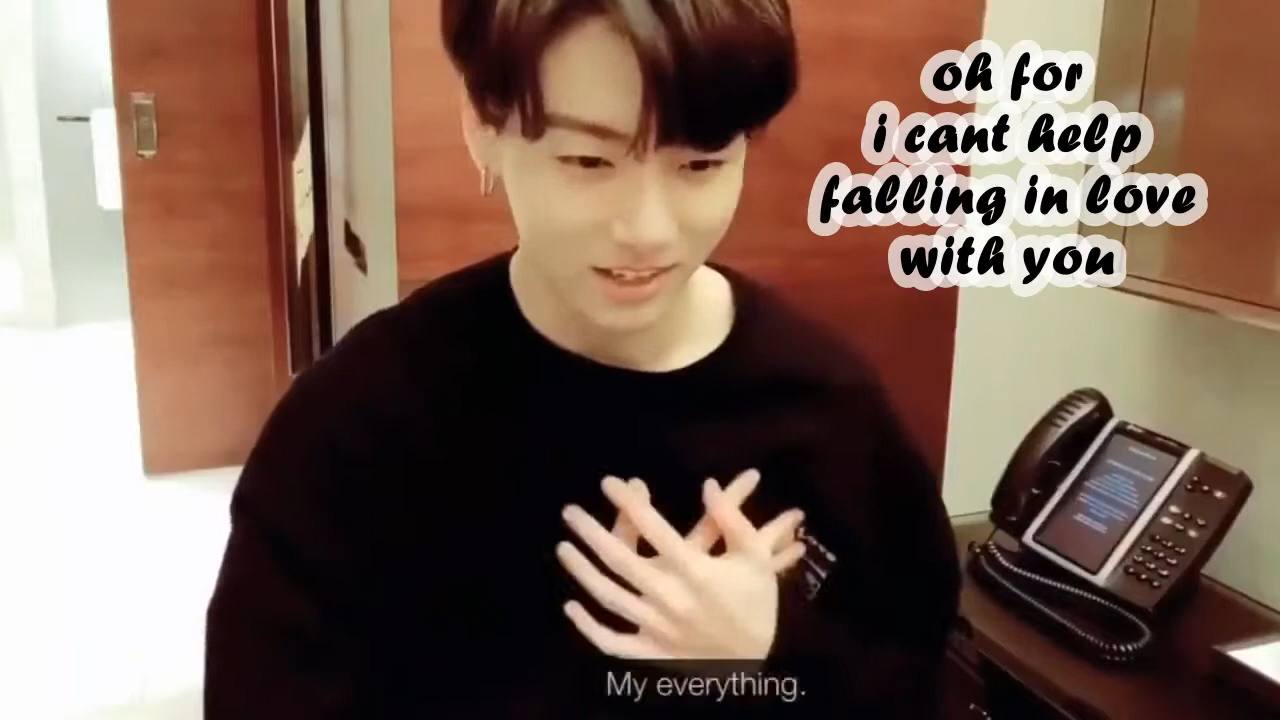 oh for
i cant help
falling in love
with you
My everything.